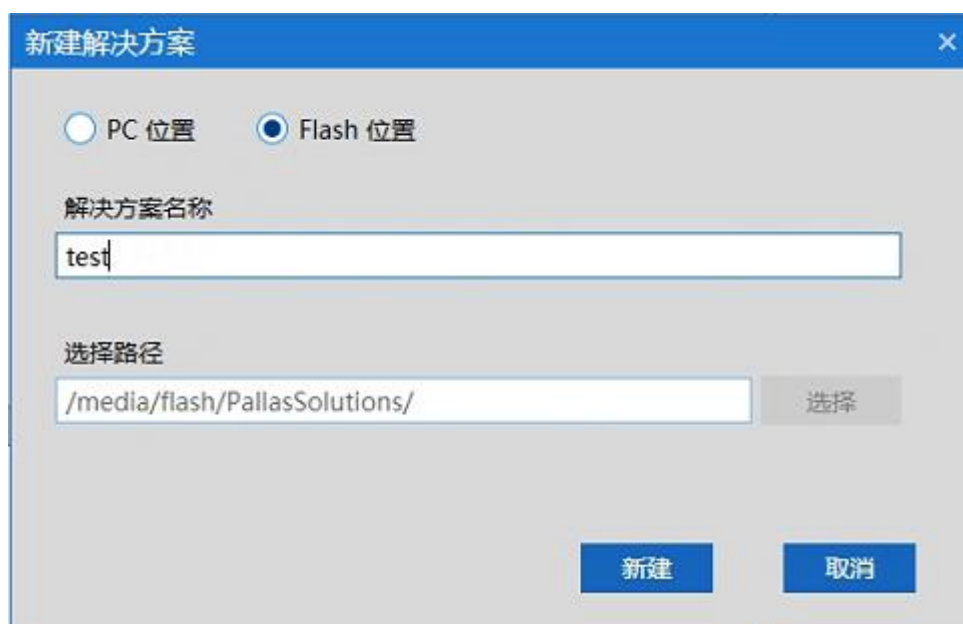 新建解决方案
PC 位置 Flash 位置
解决方案名称
test
选择路径
/media/flash/PallasSolutions/ 选择
新建 取消